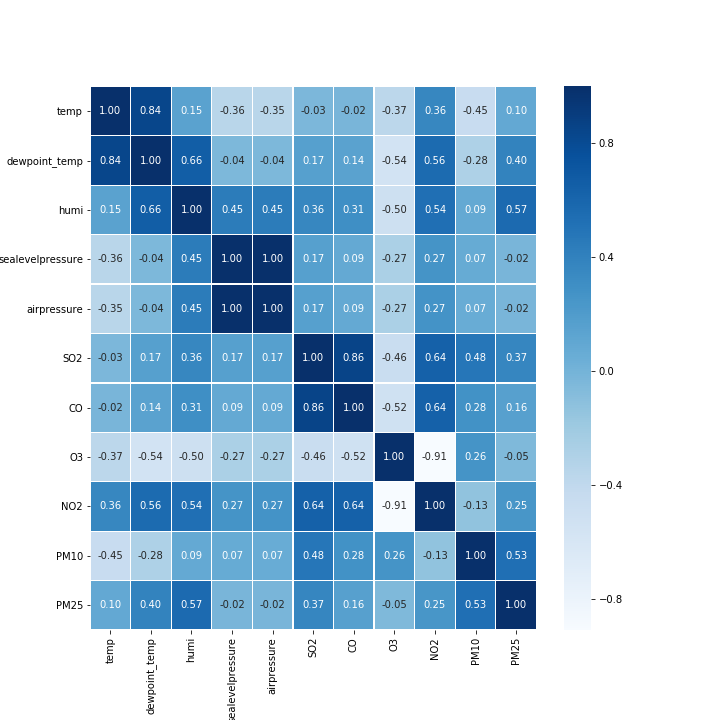 temp 1.00 0.84 0.15 -0.36 -0.35 -0.03 -0.02 -0.37 0.36 -0.45 0.10
dewpoint_temp 0.84 1.00 0.66 -0.04 -0.04 0.17 0.14 -0.54 0.56 -0.28 0.40
humi 0.15 0.66 1.00 0.45 0.45 0.36 0.31 -0.50 0.54 0.09 0.57
sealevelpressure -0.36 -0.04 0.45 1.00 1.00 0.17 0.09 -0.27 0.27 0.07 -0.02
airpressure -0.35 -0.04 0.45 1.00 1.00 0.17 0.09 -0.27 0.27 0.07 -0.02
SO2 -0.03 0.17 0.36 0.17 0.17 1.00 0.86 -0.46 0.64 0.48 0.37
CO -0.02 0.14 0.31 0.09 0.09 0.86 1.00 -0.52 0.64 0.28 0.16
O3 -0.37 -0.54 -0.50 -0.27 -0.27 -0.46 -0.52 1.00 -0.91 0.26 -0.05
NO2 0.36 0.56 0.54 0.27 0.27 0.64 0.64 -0.91 1.00 -0.13 0.25
PM10 -0.45 -0.28 0.09 0.07 0.07 0.48 0.28 0.26 -0.13 1.00 0.53
PM25 0.10 0.40 0.57 -0.02 -0.02 0.37 0.16 -0.05 0.25 0.53 1.00
temp dewpoint_temp humi sealevelpressure airpressure SO2 CO O3 NO2 PM10 PM25
0.8
0.4
0.0
−0.4
−0.8